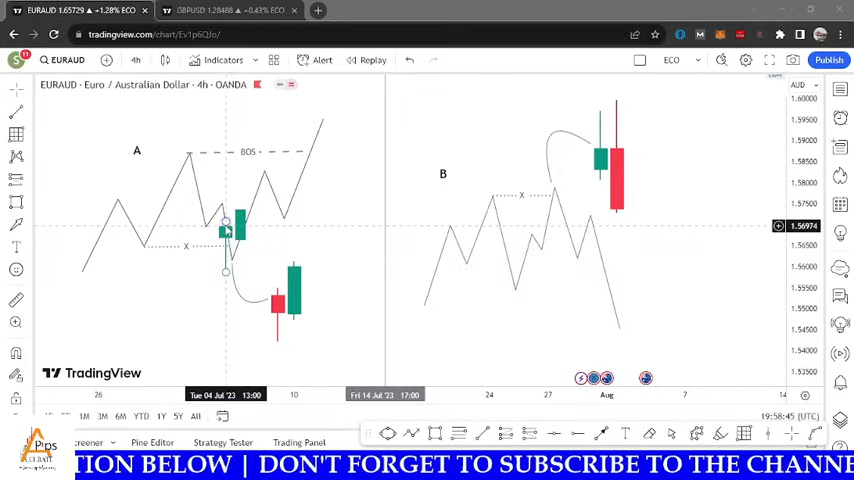 EURAUD 1.65729 ▲ +1.28% ECO
GBPUSD 1.28488 ▲ +0.43% ECO
tradingview.com/chart/Ev1p6QJo/
S
11
EURAUD
4h
Indicators
Alert
Replay
ECO
Publish
EURAUD · Euro / Australian Dollar · 4h · OANDA
AUD
1.60000
1.59500
1.59000
1.58500
1.58000
1.57500
1.56974
1.56500
1.56000
1.55500
1.55000
1.54500
1.54000
1.53500
A
BOS
X
B
X
TradingView
26
Tue 04 Jul '23 13:00
10
Fri 14 Jul '23 17:00
24
27
Aug
7
14
1M 3M 6M YTD 1Y 5Y All
19:58:45 (UTC)
Pips
ACCURATE
Screener
Pine Editor
Strategy Tester
Trading Panel
TION BELOW | DON'T FORGET TO SUBSCRIBE TO THE CHANNE